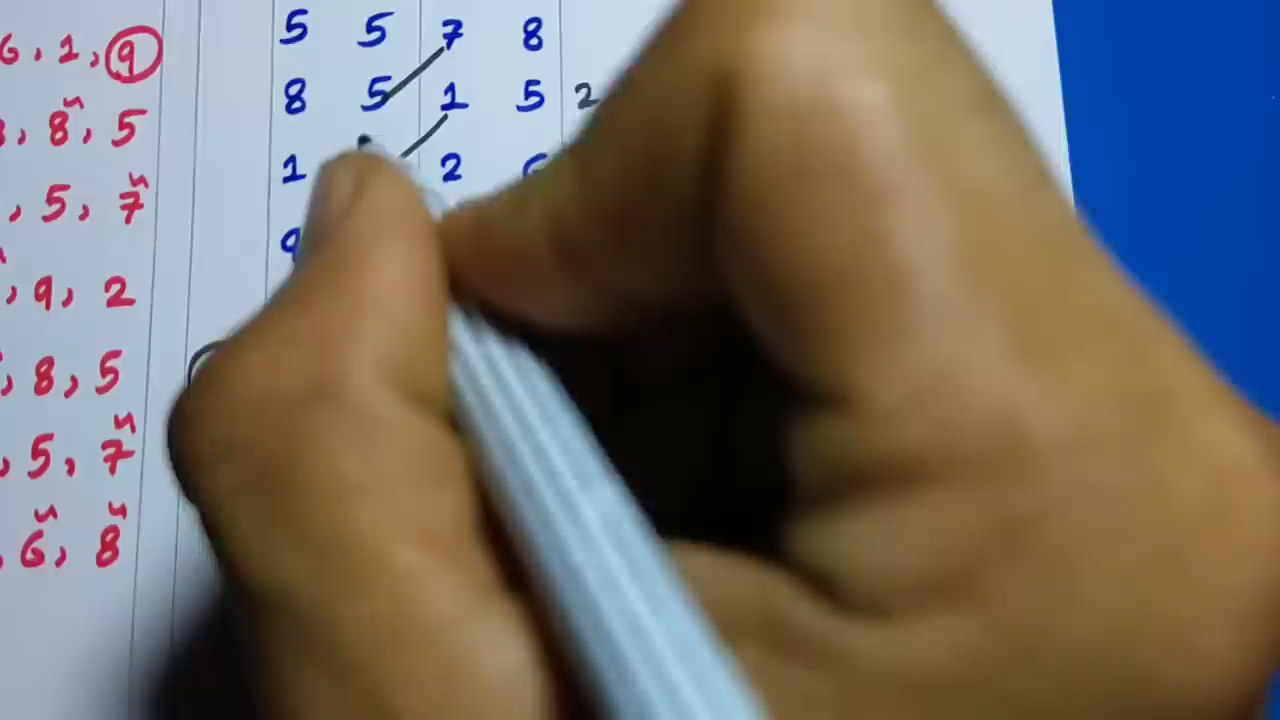 6, 1, 9
5 5 7 8
, 8, 5
8 5 1 5 2
, 5, 7
1 2
9
, 9, 2
, 8, 5
, 5, 7
, 6, 8